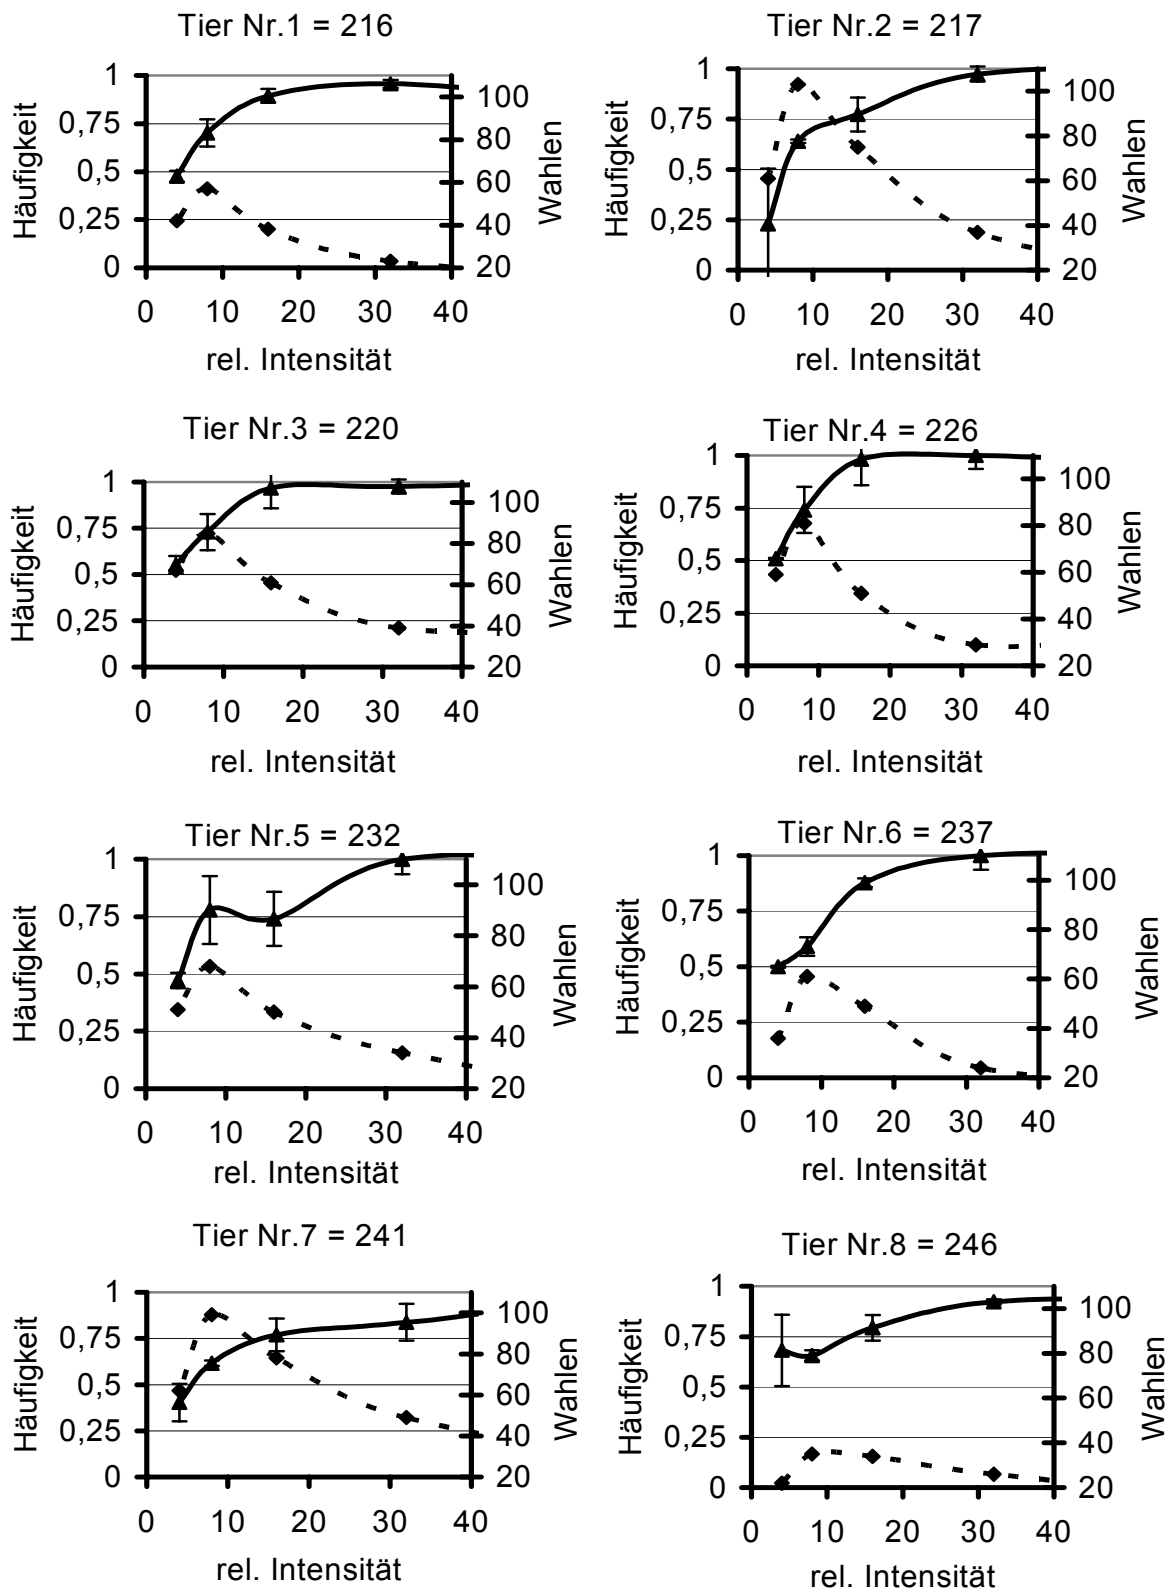 Tier Nr.1 = 216
1
0,75
0,5
0,25
0
Häufigkeit
100
80
60
40
20
Wahlen
0 10 20 30 40
rel. Intensität
Tier Nr.2 = 217
1
0,75
0,5
0,25
0
Häufigkeit
100
80
60
40
20
Wahlen
0 10 20 30 40
rel. Intensität
Tier Nr.3 = 220
1
0,75
0,5
0,25
0
Häufigkeit
100
80
60
40
20
Wahlen
0 10 20 30 40
rel. Intensität
Tier Nr.4 = 226
1
0,75
0,5
0,25
0
Häufigkeit
100
80
60
40
20
Wahlen
0 10 20 30 40
rel. Intensität
Tier Nr.5 = 232
1
0,75
0,5
0,25
0
Häufigkeit
100
80
60
40
20
Wahlen
0 10 20 30 40
rel. Intensität
Tier Nr.6 = 237
1
0,75
0,5
0,25
0
Häufigkeit
100
80
60
40
20
Wahlen
0 10 20 30 40
rel. Intensität
Tier Nr.7 = 241
1
0,75
0,5
0,25
0
Häufigkeit
100
80
60
40
20
Wahlen
0 10 20 30 40
rel. Intensität
Tier Nr.8 = 246
1
0,75
0,5
0,25
0
Häufigkeit
100
80
60
40
20
Wahlen
0 10 20 30 40
rel. Intensität